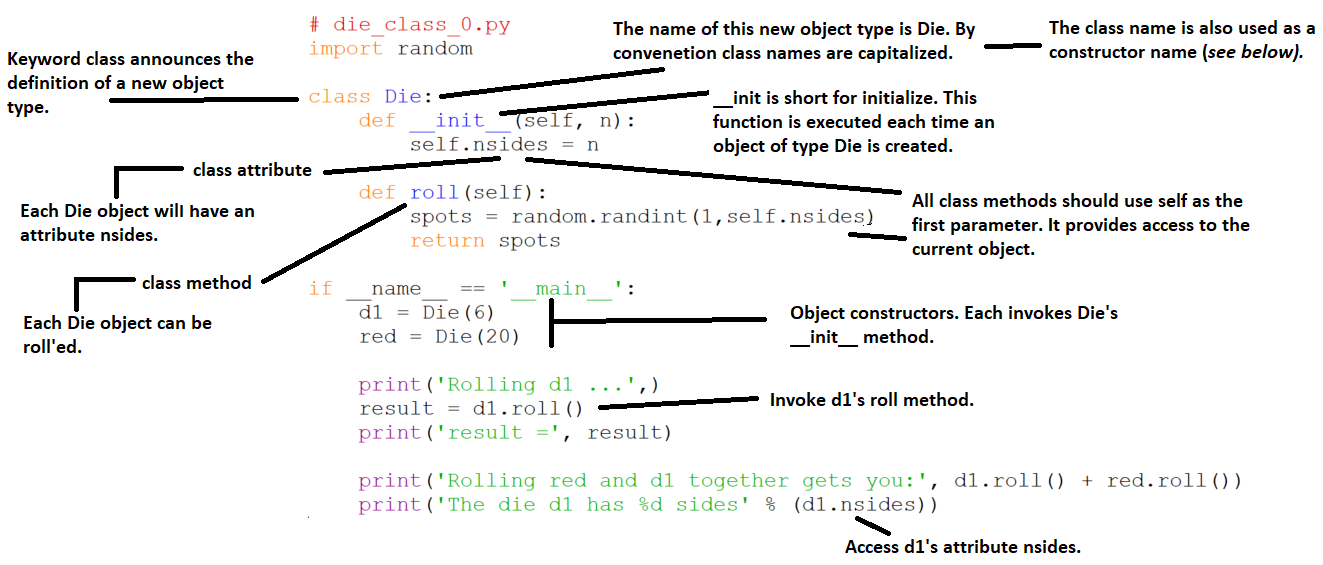 # die_class_0.py
import random
The name of this new object type is Die. By
convenetion class names are capitalized.
The class name is also used as a
constructor name (see below).
Keyword class announces the
definition of a new object
type.
class Die:
def __init__(self, n):
self.nsides = n
__init is short for initialize. This
function is executed each time an
object of type Die is created.
class attribute
Each Die object will have an
attribute nsides.
def roll(self):
spots = random.randint(1,self.nsides)
return spots
All class methods should use self as the
first parameter. It provides access to the
current object.
class method
Each Die object can be
roll'ed.
if __name__ == '__main__':
d1 = Die(6)
red = Die(20)
Object constructors. Each invokes Die's
__init__ method.
print('Rolling d1 ...',)
result = d1.roll()
print('result =', result)
Invoke d1's roll method.
print('Rolling red and d1 together gets you:', d1.roll() + red.roll())
print('The die d1 has %d sides' % (d1.nsides))
Access d1's attribute nsides.